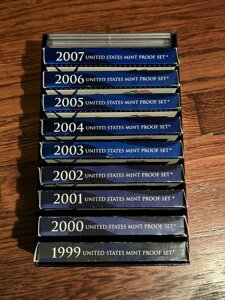 2007 UNITED STATES MINT PROOF SET®
2006 UNITED STATES MINT PROOF SET®
2005 UNITED STATES MINT PROOF SET®
2004 UNITED STATES MINT PROOF SET®
2003 UNITED STATES MINT PROOF SET®
2002 UNITED STATES MINT PROOF SET®
2001 UNITED STATES MINT PROOF SET®
2000 UNITED STATES MINT PROOF SET®
1999 UNITED STATES MINT PROOF SET®